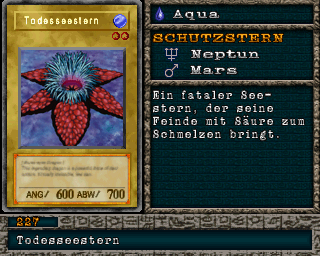 Todesseestern
ANG/ 600 ABW/ 700
Aqua
SCHUTZSTERN
Neptun
Mars
Ein fataler See-
stern, der seine
Feinde mit Säure zum
Schmelzen bringt.
227
Todesseestern